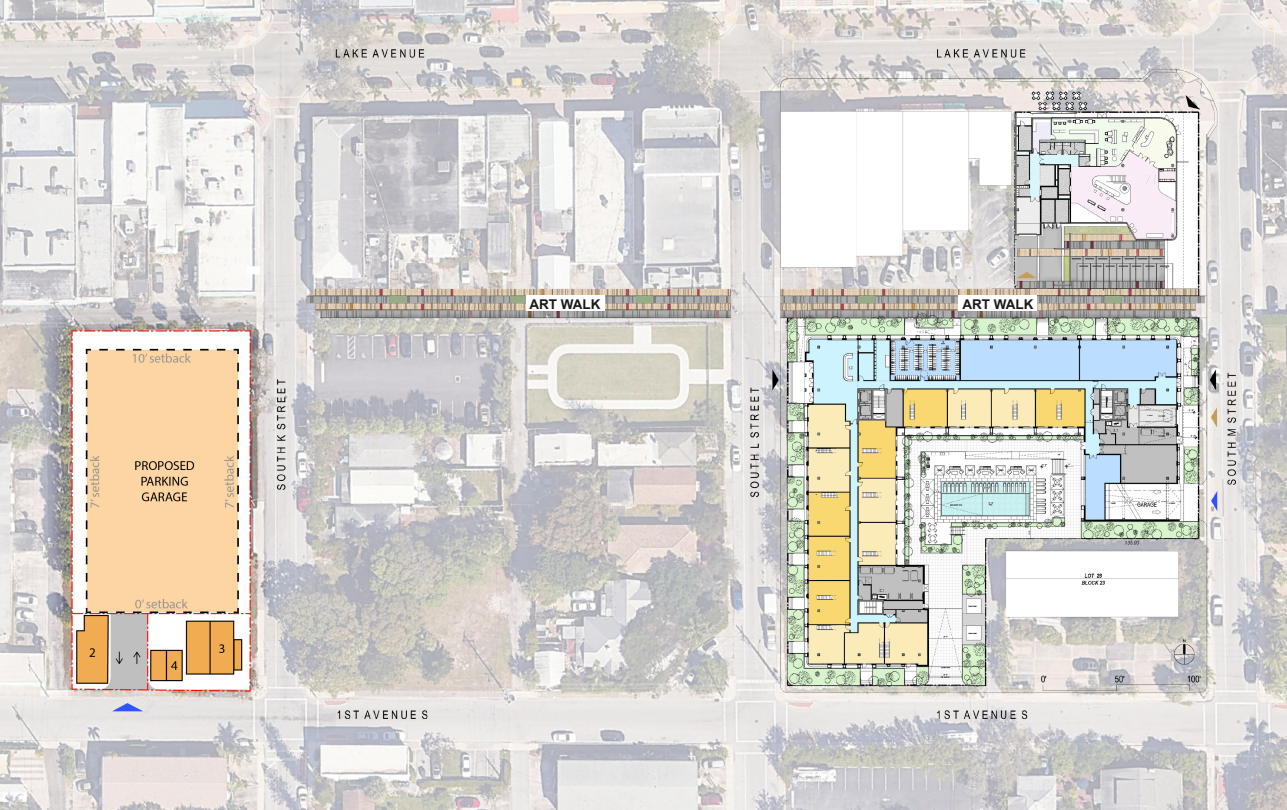 LAKE AVENUE
LAKE AVENUE
ART WALK
ART WALK
10' setback
PROPOSED
PARKING
GARAGE
7' setback
7' setback
0' setback
2
4
3
SOUTH K STREET
SOUTH L STREET
SOUTH M STREET
GARAGE
LOT 29
BLOCK 23
N
0'
50'
100'
1ST AVENUE S
1ST AVENUE S